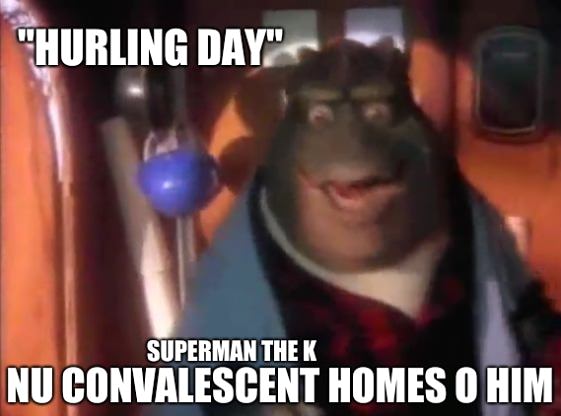 "HURLING DAY"
SUPERMAN THE K
NU CONVALESCENT HOMES O HIM